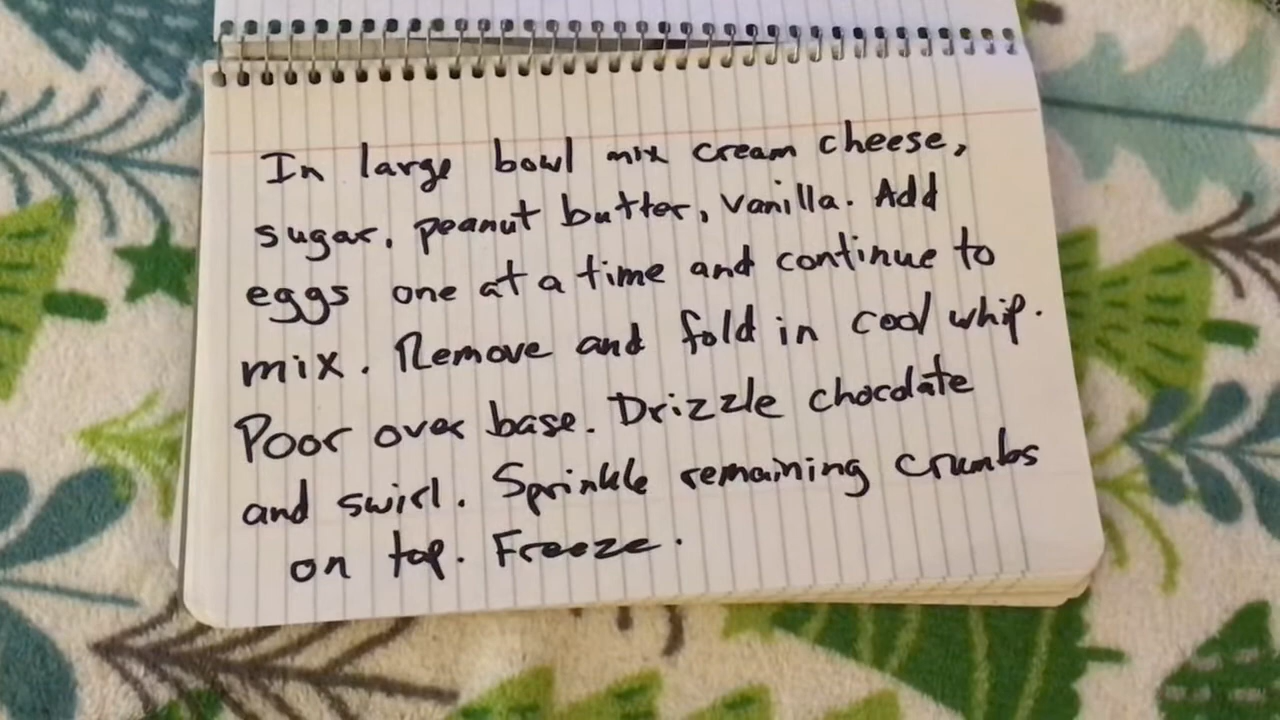 In large bowl mix cream cheese,
sugar, peanut butter, vanilla. Add
eggs one at a time and continue to
mix. Remove and fold in cool whip.
Poor over base. Drizzle chocolate
and swirl. Sprinkle remaining crumbs
on top. Freeze.